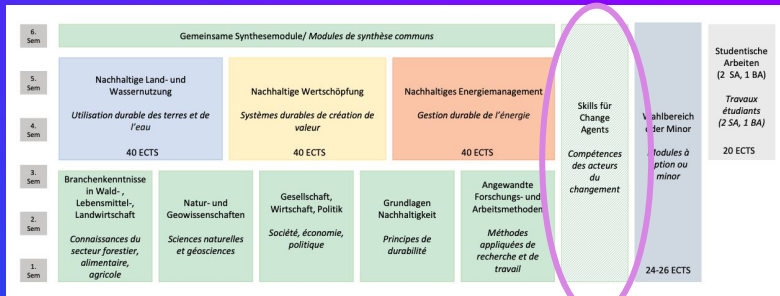 6.
Sem
Gemeinsame Synthesemodule/ Modules de synthèse communs
5.
Sem
4.
Sem
Nachhaltige Land- und
Wassernutzung
Utilisation durable des terres et de
l'eau
40 ECTS
Nachhaltige Wertschöpfung
Systèmes durables de création de
valeur
40 ECTS
Nachhaltiges Energiemanagement
Gestion durable de l'énergie
40 ECTS
3.
Sem
2.
Sem
1.
Sem
Branchenkenntnisse
in Wald- ,
Lebensmittel-,
Landwirtschaft
Connaissances du
secteur forestier,
alimentaire,
agricole
Natur- und
Geowissenschaften
Sciences naturelles
et géosciences
Gesellschaft,
Wirtschaft, Politik
Société, économie,
politique
Grundlagen
Nachhaltigkeit
Principes de
durabilité
Angewandte
Forschungs- und
Arbeitsmethoden
Méthodes
appliquées de
recherche et de
travail
Skills für
Change
Agents
Compétences
des acteurs
du
changement
Wahlbereich
oder Minor
Modules à
option ou
minor
24-26 ECTS
Studentische
Arbeiten
(2 SA, 1 BA)
Travaux
étudiants
(2 SA, 1 BA)
20 ECTS